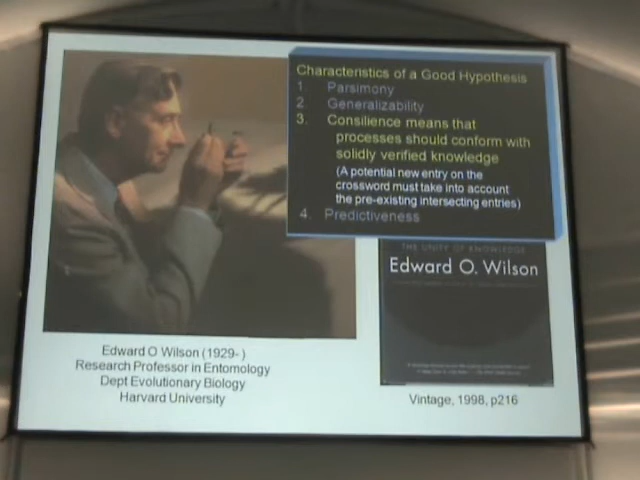 Characteristics of a Good Hypothesis
1. Parsimony
2. Generalizability
3. Consilience means that
processes should conform with
solidly verified knowledge
(A potential new entry on the
crossword must take into account
the pre-existing intersecting entries)
4. Predictiveness
THE UNITY OF KNOWLEDGE
Edward O. Wilson
Edward O Wilson (1929- )
Research Professor in Entomology
Dept Evolutionary Biology
Harvard University
Vintage, 1998, p216